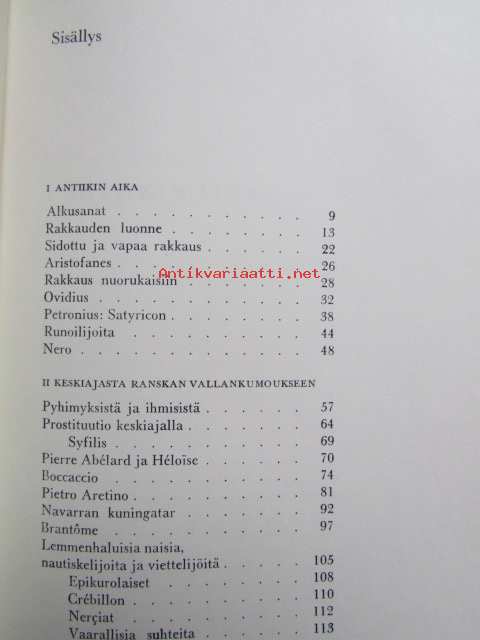 Sisällys
I ANTIIKIN AIKA
Alkusanat . . . . . . . . . . . 9
Rakkauden luonne . . . . . . . . 13
Sidottu ja vapaa rakkaus . . . . . . 22
Aristofanes . . . . . . . . . . . 26
Antikvariaatti.net
Rakkaus nuorukaisiin . . . . . . . 28
Ovidius . . . . . . . . . . . . 32
Petronius: Satyricon . . . . . . . . 38
Runoilijoita . . . . . . . . . . 44
Nero . . . . . . . . . . . . . 48
II KESKIAJASTA RANSKAN VALLANKUMOUKSEEN
Pyhimyksistä ja ihmisistä . . . . . . 57
Prostituutio keskiajalla . . . . . . . 64
Syfilis . . . . . . . . . . . 69
Pierre Abélard ja Héloïse . . . . . . 70
Boccaccio . . . . . . . . . . . 74
Pietro Aretino . . . . . . . . . . 81
Navarran kuningatar . . . . . . . 92
Brantôme . . . . . . . . . . . 97
Lemmenhaluisia naisia,
nautiskelijoita ja viettelijöitä . . . . . 105
Epikurolaiset . . . . . . . . . 108
Crébillon . . . . . . . . . . 110
Nerçiat . . . . . . . . . . . 112
Vaarallisia suhteita . . . . . . . 113